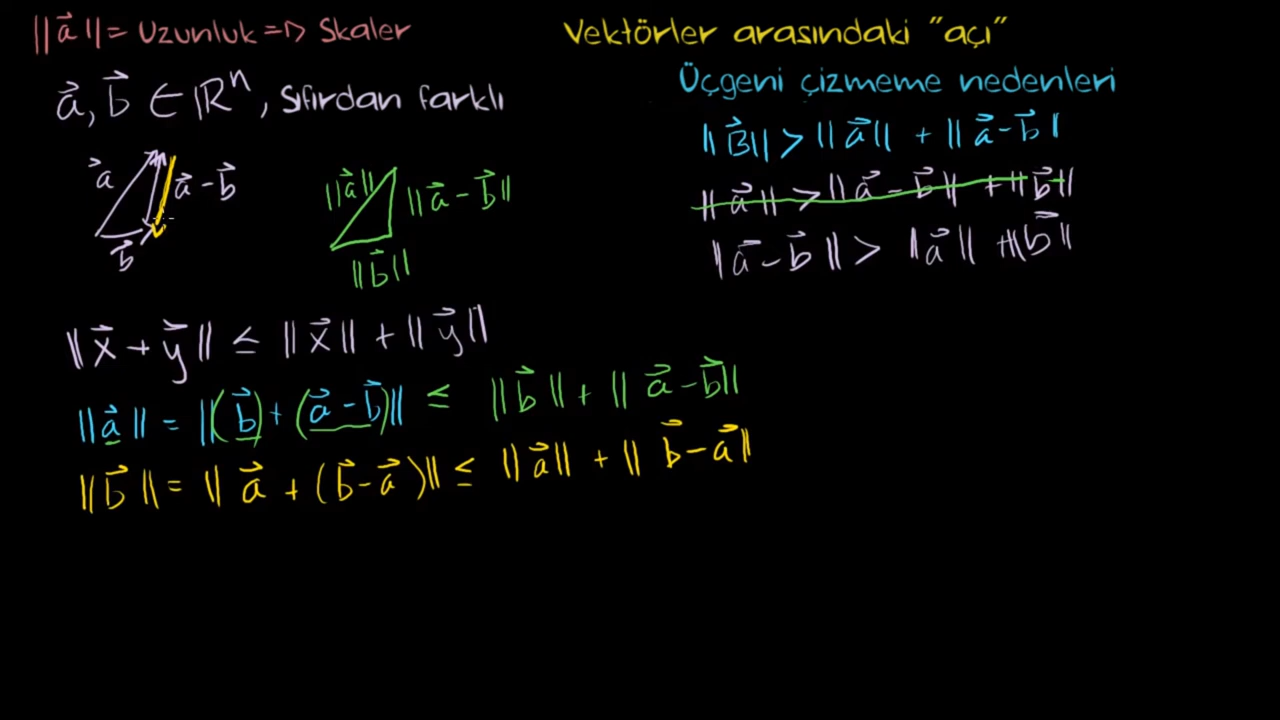 ||a⃗|| = Uzunluk => Skaler
Vektörler arasındaki "açı"
a⃗, b⃗ ∈ ℝⁿ, Sıfırdan farklı
Üçgeni çizmeme nedenleri
||B⃗|| > ||a⃗|| + ||a⃗-b⃗||
||a⃗|| > ||a⃗-b⃗|| + ||b⃗||
||a⃗-b⃗|| > ||a⃗|| + ||b⃗||
a⃗
a⃗-b⃗
b⃗
||a⃗||
||a⃗-b⃗||
||b⃗||
||x⃗+y⃗|| ≤ ||x⃗|| + ||y⃗||
||a⃗|| = ||(b⃗)+(a⃗-b⃗)|| ≤ ||b⃗|| + ||a⃗-b⃗||
||b⃗|| = ||a⃗+(b⃗-a⃗)|| ≤ ||a⃗|| + ||b⃗-a⃗||